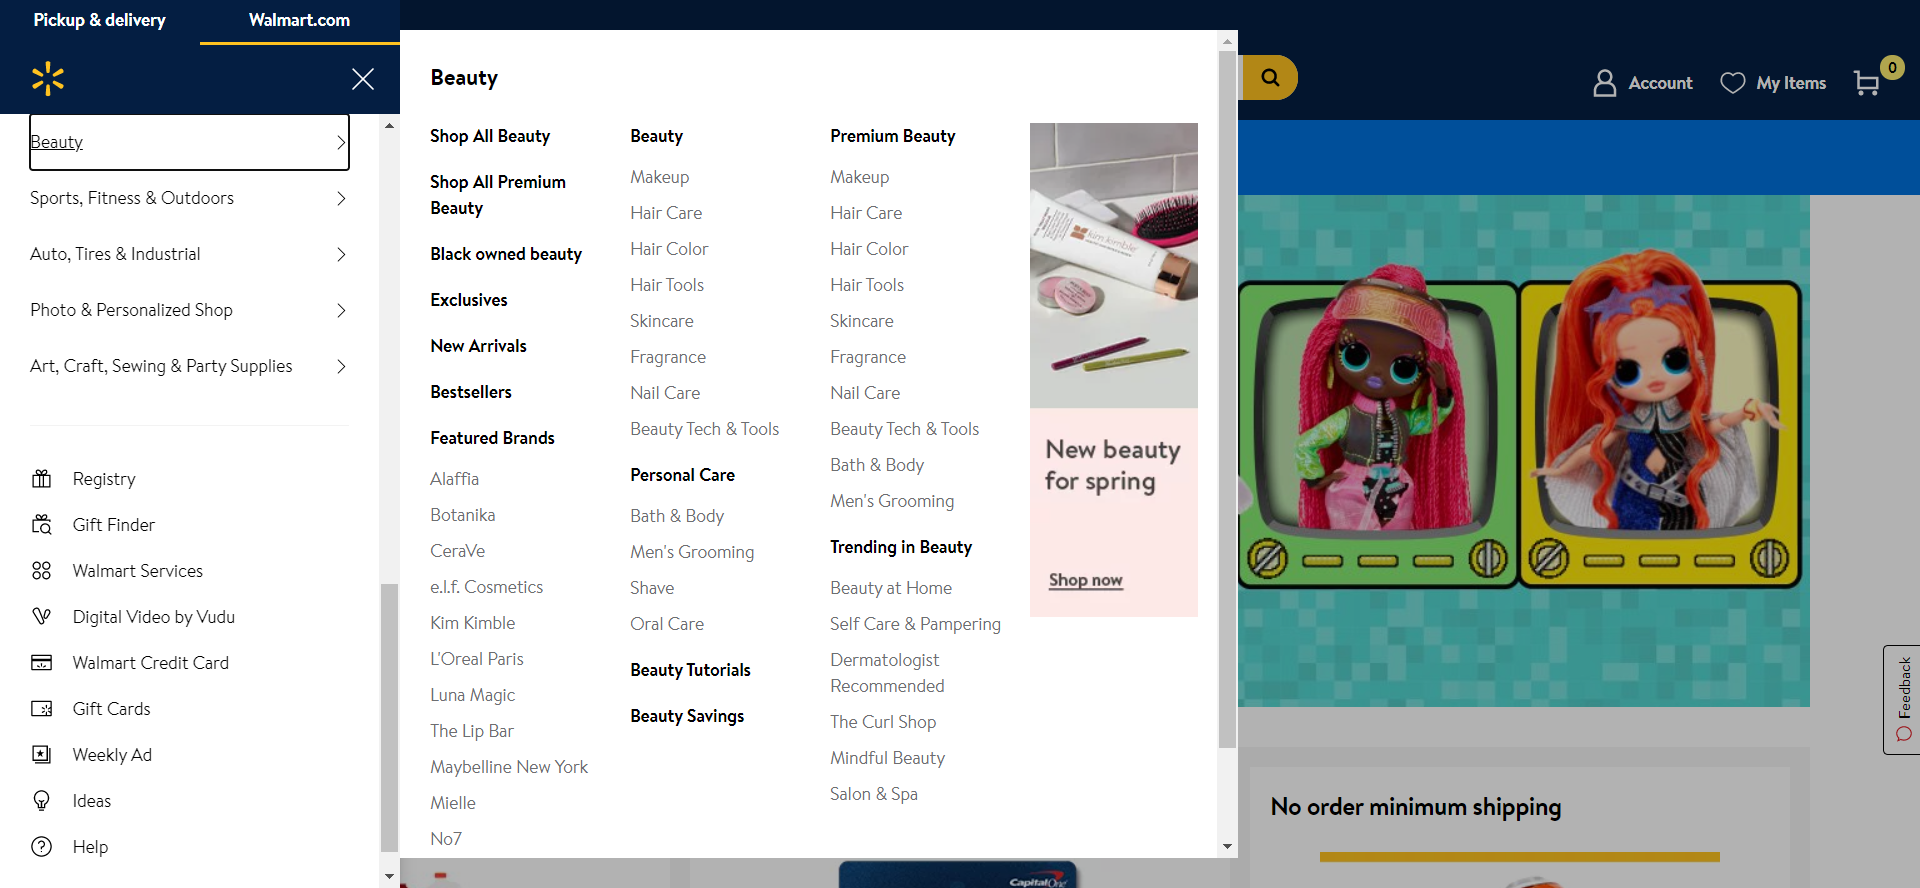 Pickup & delivery
Walmart.com
Beauty
Sports, Fitness & Outdoors
Auto, Tires & Industrial
Photo & Personalized Shop
Art, Craft, Sewing & Party Supplies
Registry
Gift Finder
Walmart Services
Digital Video by Vudu
Walmart Credit Card
Gift Cards
Weekly Ad
Ideas
Help
Beauty
Shop All Beauty
Shop All Premium
Beauty
Black owned beauty
Exclusives
New Arrivals
Bestsellers
Featured Brands
Alaffia
Botanika
CeraVe
e.l.f. Cosmetics
Kim Kimble
L'Oreal Paris
Luna Magic
The Lip Bar
Maybelline New York
Mielle
No7
Beauty
Makeup
Hair Care
Hair Color
Hair Tools
Skincare
Fragrance
Nail Care
Beauty Tech & Tools
Personal Care
Bath & Body
Men's Grooming
Shave
Oral Care
Beauty Tutorials
Beauty Savings
Premium Beauty
Makeup
Hair Care
Hair Color
Hair Tools
Skincare
Fragrance
Nail Care
Beauty Tech & Tools
Bath & Body
Men's Grooming
Trending in Beauty
Beauty at Home
Self Care & Pampering
Dermatologist
Recommended
The Curl Shop
Mindful Beauty
Salon & Spa
kim kimble
New beauty
for spring
Shop now
Account
My Items
0
Feedback
No order minimum shipping
Capital One